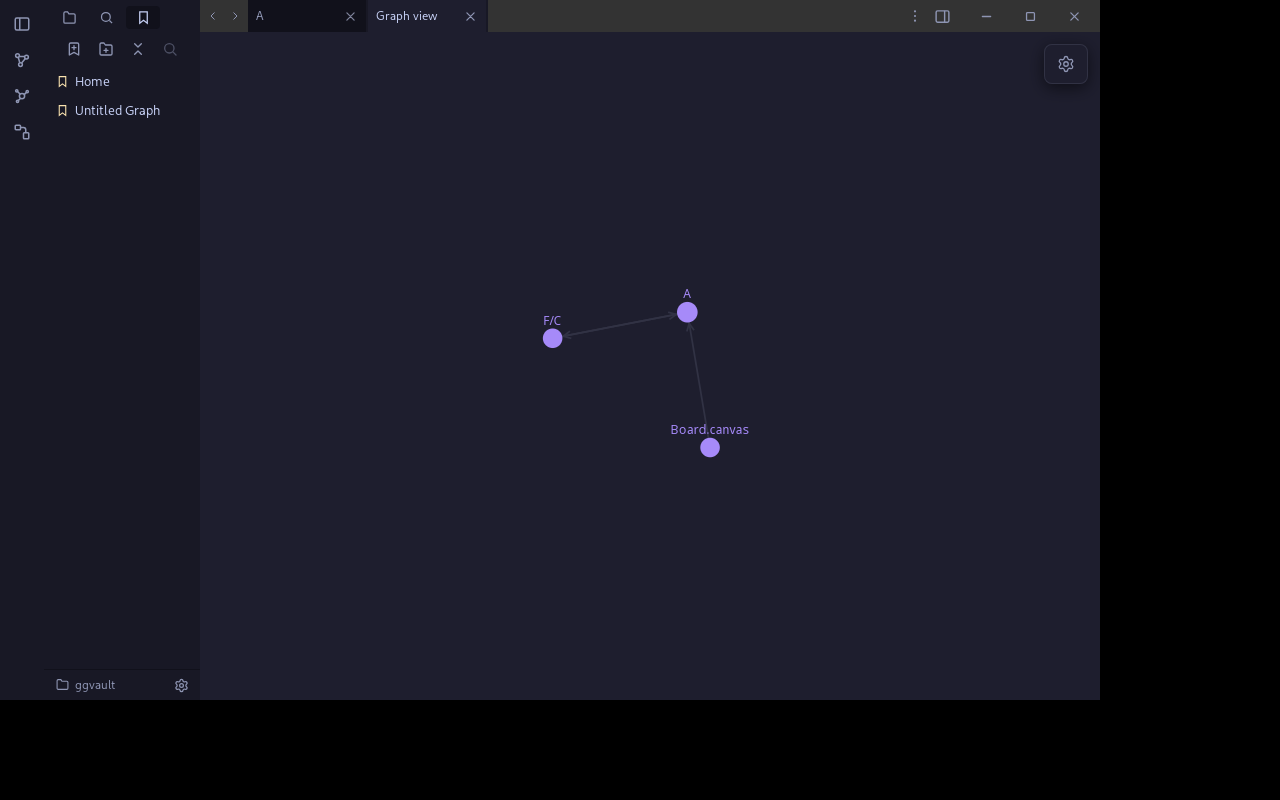 A
Graph view
Home
Untitled Graph
A
F/C
Board.canvas
ggvault